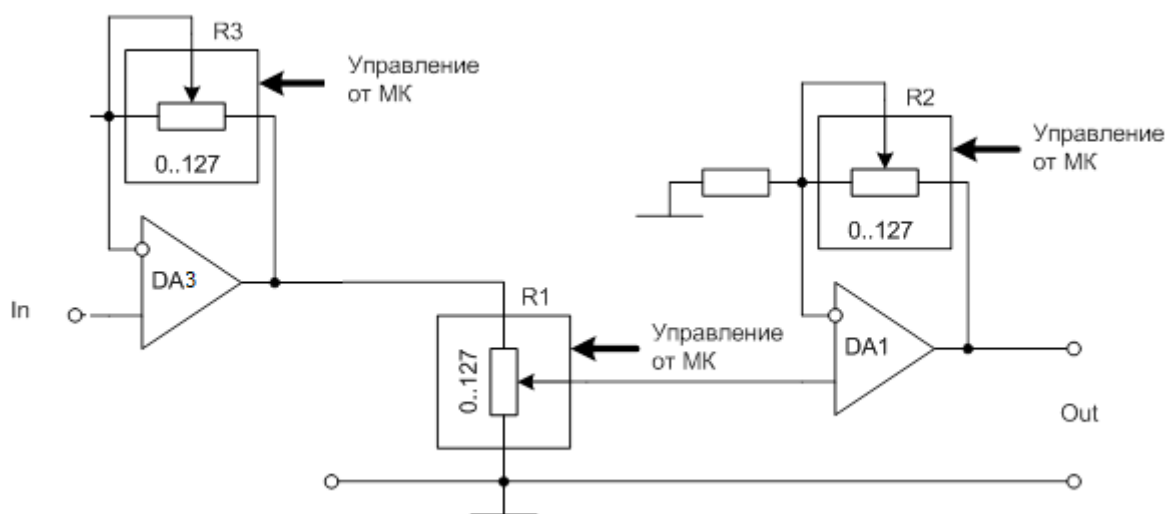 R3
Управление
от МК
0..127
DA3
In
R1
Управление
от МК
0..127
R2
Управление
от МК
0..127
DA1
Out